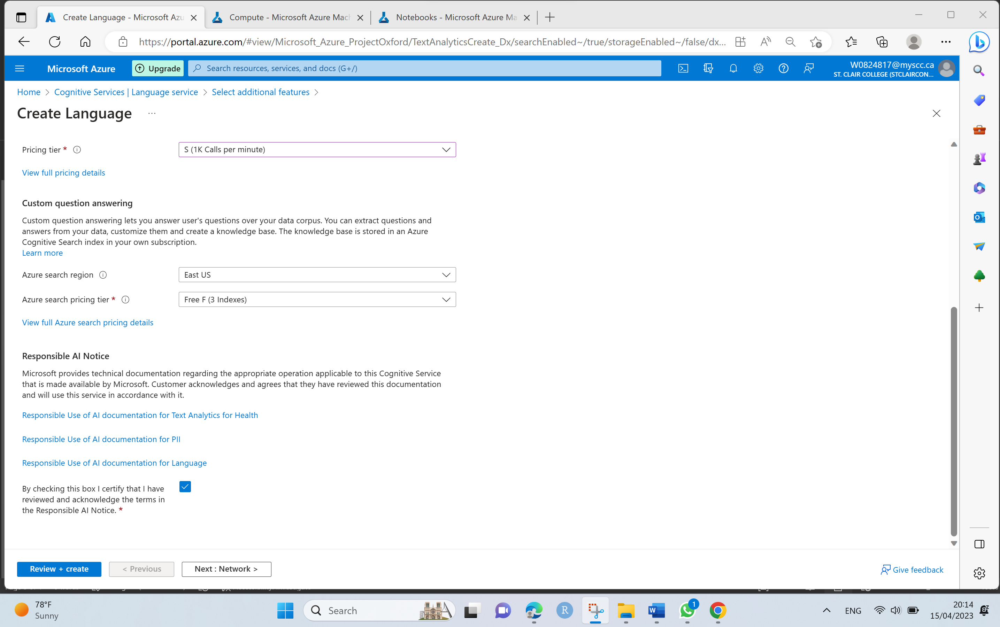 Create Language - Microsoft Azu
Compute - Microsoft Azure Mach
Notebooks - Microsoft Azure Ma
https://portal.azure.com/#view/Microsoft_Azure_ProjectOxford/TextAnalyticsCreate_Dx/searchEnabled~/true/storageEnabled~/false/dx...
Microsoft Azure
Upgrade
Search resources, services, and docs (G+/)
W0824817@myscc.ca
ST. CLAIR COLLEGE (STCLAIRCON...
Home > Cognitive Services | Language service > Select additional features >
Create Language ...
Pricing tier *
S (1K Calls per minute)
View full pricing details
Custom question answering
Custom question answering lets you answer user's questions over your data corpus. You can extract questions and
answers from your data, customize them and create a knowledge base. The knowledge base is stored in an Azure
Cognitive Search index in your own subscription.
Learn more
Azure search region
East US
Azure search pricing tier *
Free F (3 Indexes)
View full Azure search pricing details
Responsible AI Notice
Microsoft provides technical documentation regarding the appropriate operation applicable to this Cognitive Service
that is made available by Microsoft. Customer acknowledges and agrees that they have reviewed this documentation
and will use this service in accordance with it.
Responsible Use of AI documentation for Text Analytics for Health
Responsible Use of AI documentation for PII
Responsible Use of AI documentation for Language
By checking this box I certify that I have
reviewed and acknowledge the terms in
the Responsible AI Notice. *
Review + create
< Previous
Next : Network >
Give feedback
78°F
Sunny
Search
1
ENG
20:14
15/04/2023